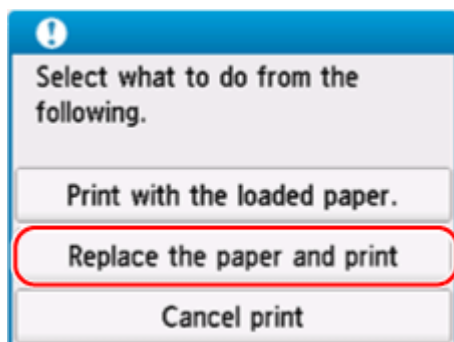 Select what to do from the
following.
Print with the loaded paper.
Replace the paper and print
Cancel print